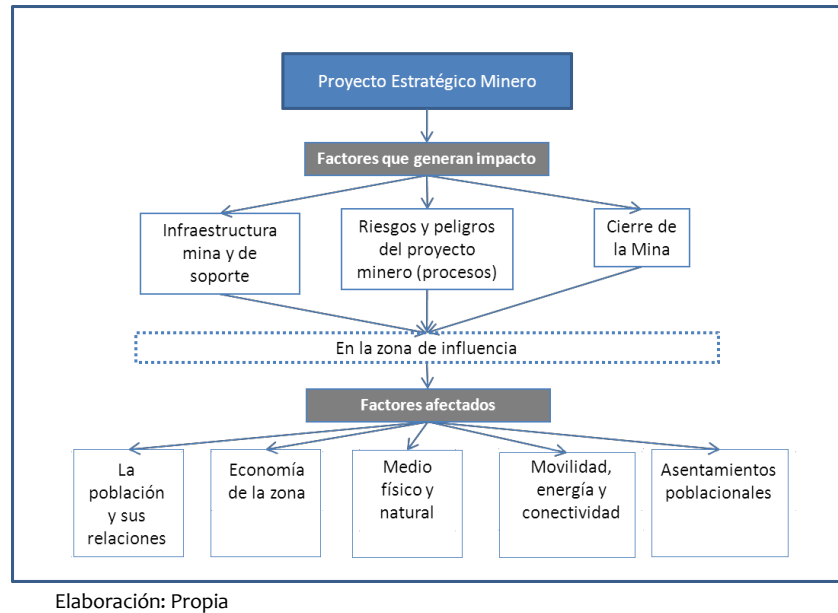 Proyecto Estratégico Minero
Factores que generan impacto
Infraestructura
mina y de
soporte
Riesgos y peligros
del proyecto
minero (procesos)
Cierre de
la Mina
En la zona de influencia
Factores afectados
La
población
y sus
relaciones
Economía
de la zona
Medio
físico y
natural
Movilidad,
energía y
conectividad
Asentamientos
poblacionales
Elaboración: Propia